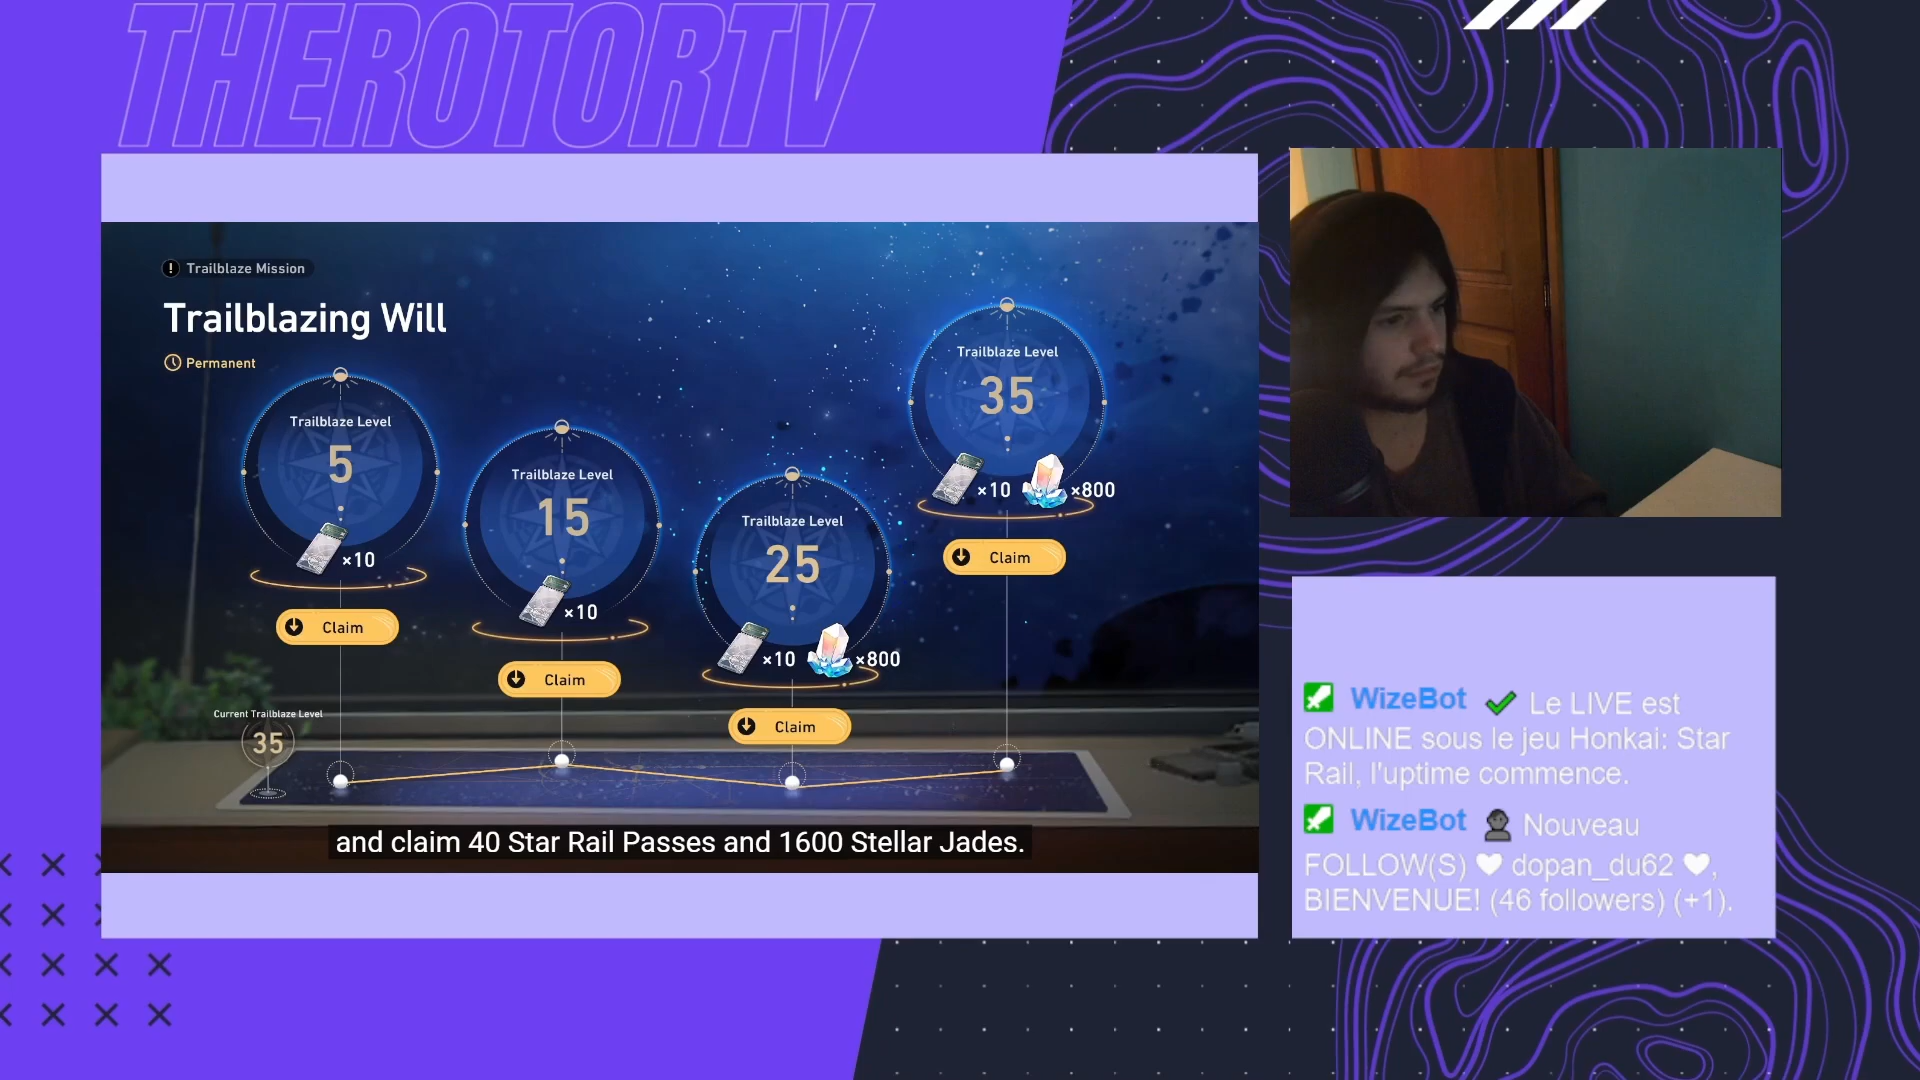 THEROTORTV
Trailblaze Mission
Trailblazing Will
Permanent
Trailblaze Level
5
×10
Claim
Trailblaze Level
15
×10
Claim
Trailblaze Level
25
×10 ×800
Claim
Trailblaze Level
35
×10 ×800
Claim
Current Trailblaze Level
35
and claim 40 Star Rail Passes and 1600 Stellar Jades.
WizeBot Le LIVE est
ONLINE sous le jeu Honkai: Star
Rail, l'uptime commence.
WizeBot Nouveau
FOLLOW(S) dopan_du62 ,
BIENVENUE! (46 followers) (+1).